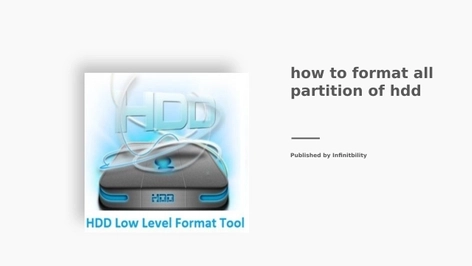 how to format all
partition of hdd
Published by Infinitbility
HDD
HDD
HDD Low Level Format Tool